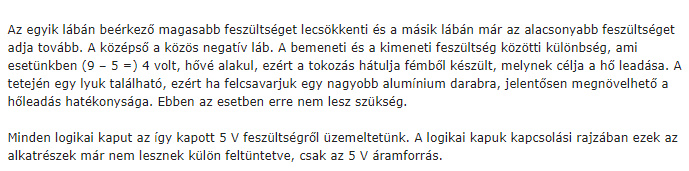 Az egyik lábán beérkező magasabb feszültséget lecsökkenti és a másik lábán már az alacsonyabb feszültséget
adja tovább. A középső a közös negatív láb. A bemeneti és a kimeneti feszültség közötti különbség, ami
esetünkben (9 – 5 =) 4 volt, hővé alakul, ezért a tokozás hátulja fémből készült, melynek célja a hő leadása. A
tetején egy lyuk található, ezért ha felcsavarjuk egy nagyobb alumínium darabra, jelentősen megnövelhető a
hőleadás hatékonysága. Ebben az esetben erre nem lesz szükség.
Minden logikai kaput az így kapott 5 V feszültségről üzemeltetünk. A logikai kapuk kapcsolási rajzában ezek az
alkatrészek már nem lesznek külön feltüntetve, csak az 5 V áramforrás.